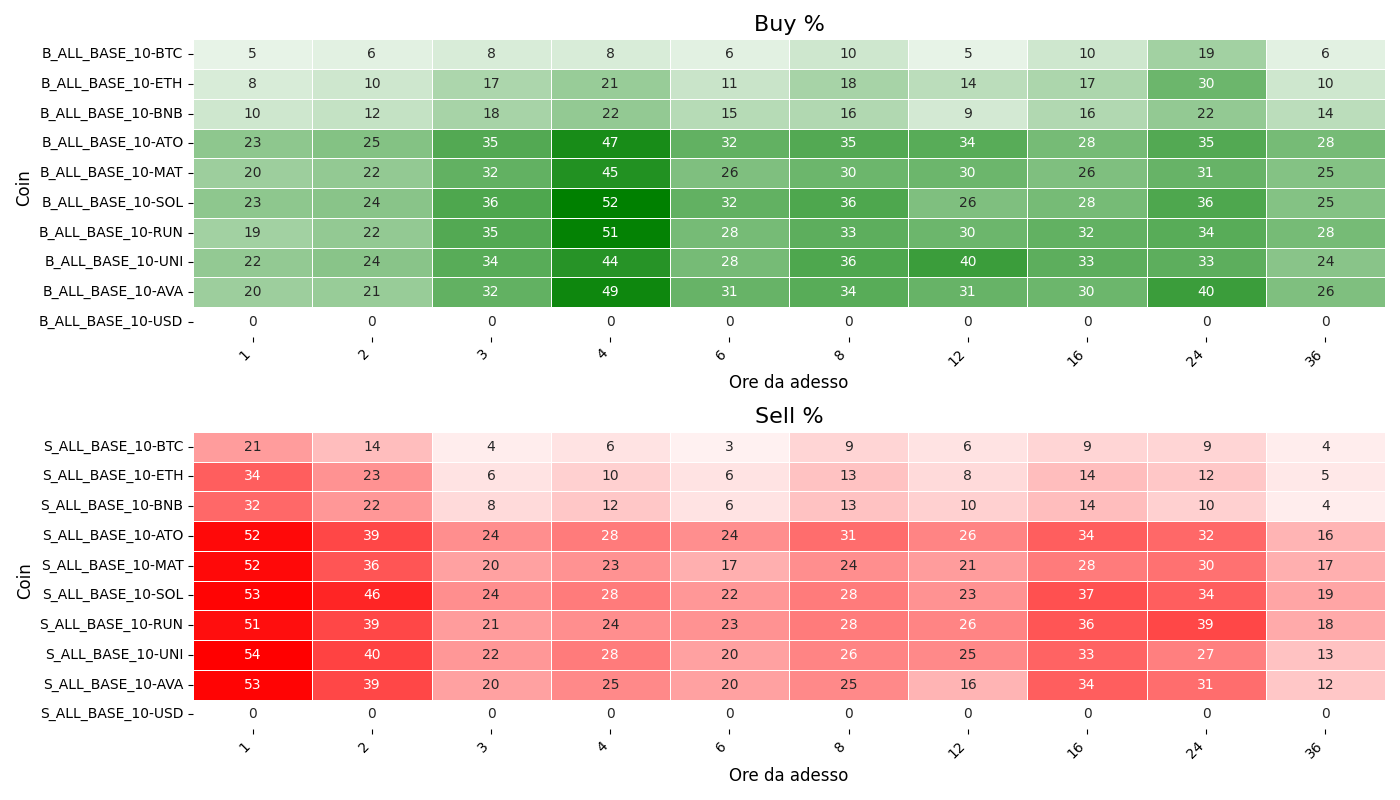 Buy %
Coin
B_ALL_BASE_10-BTC 5 6 8 8 6 10 5 10 19 6
B_ALL_BASE_10-ETH 8 10 17 21 11 18 14 17 30 10
B_ALL_BASE_10-BNB 10 12 18 22 15 16 9 16 22 14
B_ALL_BASE_10-ATO 23 25 35 47 32 35 34 28 35 28
B_ALL_BASE_10-MAT 20 22 32 45 26 30 30 26 31 25
B_ALL_BASE_10-SOL 23 24 36 52 32 36 26 28 36 25
B_ALL_BASE_10-RUN 19 22 35 51 28 33 30 32 34 28
B_ALL_BASE_10-UNI 22 24 34 44 28 36 40 33 33 24
B_ALL_BASE_10-AVA 20 21 32 49 31 34 31 30 40 26
B_ALL_BASE_10-USD 0 0 0 0 0 0 0 0 0 0
1 2 3 4 6 8 12 16 24 36
Ore da adesso
Sell %
Coin
S_ALL_BASE_10-BTC 21 14 4 6 3 9 6 9 9 4
S_ALL_BASE_10-ETH 34 23 6 10 6 13 8 14 12 5
S_ALL_BASE_10-BNB 32 22 8 12 6 13 10 14 10 4
S_ALL_BASE_10-ATO 52 39 24 28 24 31 26 34 32 16
S_ALL_BASE_10-MAT 52 36 20 23 17 24 21 28 30 17
S_ALL_BASE_10-SOL 53 46 24 28 22 28 23 37 34 19
S_ALL_BASE_10-RUN 51 39 21 24 23 28 26 36 39 18
S_ALL_BASE_10-UNI 54 40 22 28 20 26 25 33 27 13
S_ALL_BASE_10-AVA 53 39 20 25 20 25 16 34 31 12
S_ALL_BASE_10-USD 0 0 0 0 0 0 0 0 0 0
1 2 3 4 6 8 12 16 24 36
Ore da adesso